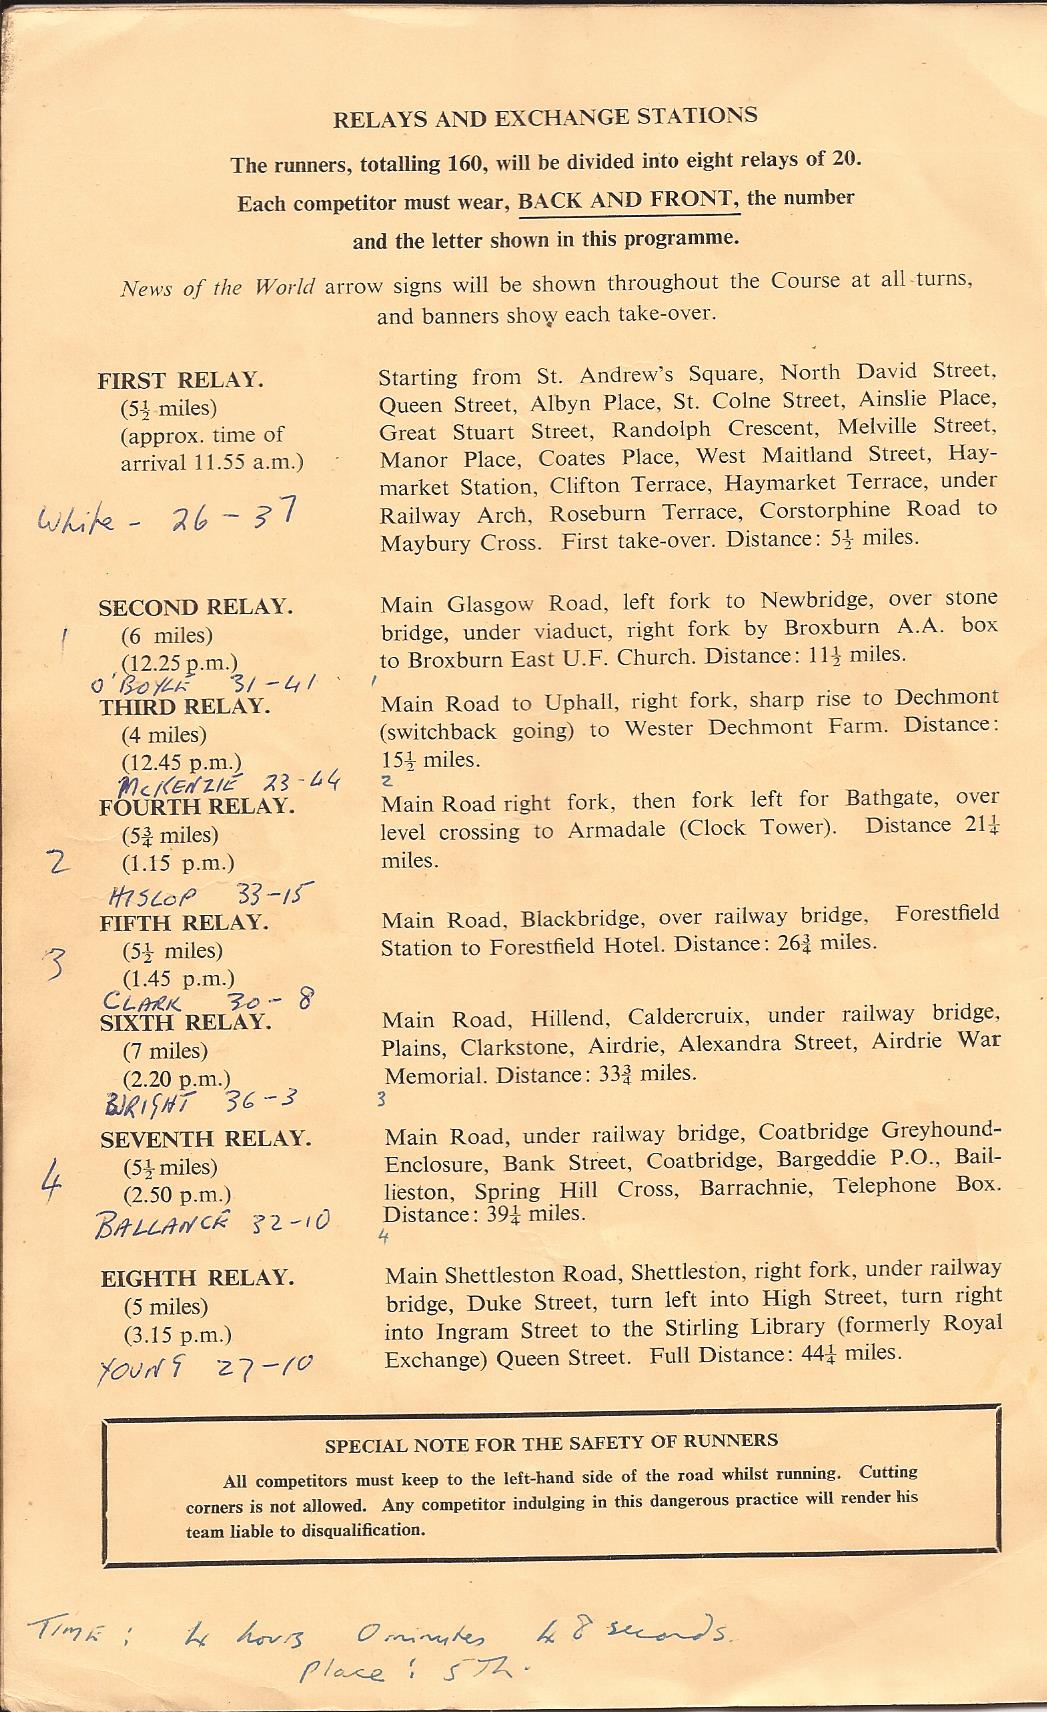 RELAYS AND EXCHANGE STATIONS
The runners, totalling 160, will be divided into eight relays of 20.
Each competitor must wear, BACK AND FRONT, the number
and the letter shown in this programme.
News of the World arrow signs will be shown throughout the Course at all turns,
and banners show each take-over.
FIRST RELAY.
(5½ miles)
(approx. time of
arrival 11.55 a.m.)
White - 26-37
Starting from St. Andrew's Square, North David Street,
Queen Street, Albyn Place, St. Colne Street, Ainslie Place,
Great Stuart Street, Randolph Crescent, Melville Street,
Manor Place, Coates Place, West Maitland Street, Hay-
market Station, Clifton Terrace, Haymarket Terrace, under
Railway Arch, Roseburn Terrace, Corstorphine Road to
Maybury Cross. First take-over. Distance: 5½ miles.
SECOND RELAY.
1 (6 miles)
(12.25 p.m.)
O'BOYLE 31-41
Main Glasgow Road, left fork to Newbridge, over stone
bridge, under viaduct, right fork by Broxburn A.A. box
to Broxburn East U.F. Church. Distance: 11½ miles.
1
THIRD RELAY.
(4 miles)
(12.45 p.m.)
McKENZIE 23-44
Main Road to Uphall, right fork, sharp rise to Dechmont
(switchback going) to Wester Dechmont Farm. Distance:
15½ miles.
2
FOURTH RELAY.
(5¾ miles)
2 (1.15 p.m.)
HISLOP 33-15
Main Road right fork, then fork left for Bathgate, over
level crossing to Armadale (Clock Tower). Distance 21¼
miles.
FIFTH RELAY.
3 (5½ miles)
(1.45 p.m.)
CLARK 30-8
Main Road, Blackbridge, over railway bridge, Forestfield
Station to Forestfield Hotel. Distance: 26¾ miles.
SIXTH RELAY.
(7 miles)
(2.20 p.m.)
WRIGHT 36-3
Main Road, Hillend, Caldercruix, under railway bridge,
Plains, Clarkstone, Airdrie, Alexandra Street, Airdrie War
Memorial. Distance: 33¾ miles.
3
SEVENTH RELAY.
4 (5½ miles)
(2.50 p.m.)
BALLANCE 32-10
Main Road, under railway bridge, Coatbridge Greyhound-
Enclosure, Bank Street, Coatbridge, Bargeddie P.O., Bail-
lieston, Spring Hill Cross, Barrachnie, Telephone Box.
Distance: 39¼ miles.
4
EIGHTH RELAY.
(5 miles)
(3.15 p.m.)
YOUNG 27-10
Main Shettleston Road, Shettleston, right fork, under railway
bridge, Duke Street, turn left into High Street, turn right
into Ingram Street to the Stirling Library (formerly Royal
Exchange) Queen Street. Full Distance: 44¼ miles.
SPECIAL NOTE FOR THE SAFETY OF RUNNERS
All competitors must keep to the left-hand side of the road whilst running. Cutting
corners is not allowed. Any competitor indulging in this dangerous practice will render his
team liable to disqualification.
TIME: 4 hours 0 minutes 48 seconds.
Place: 5Th.